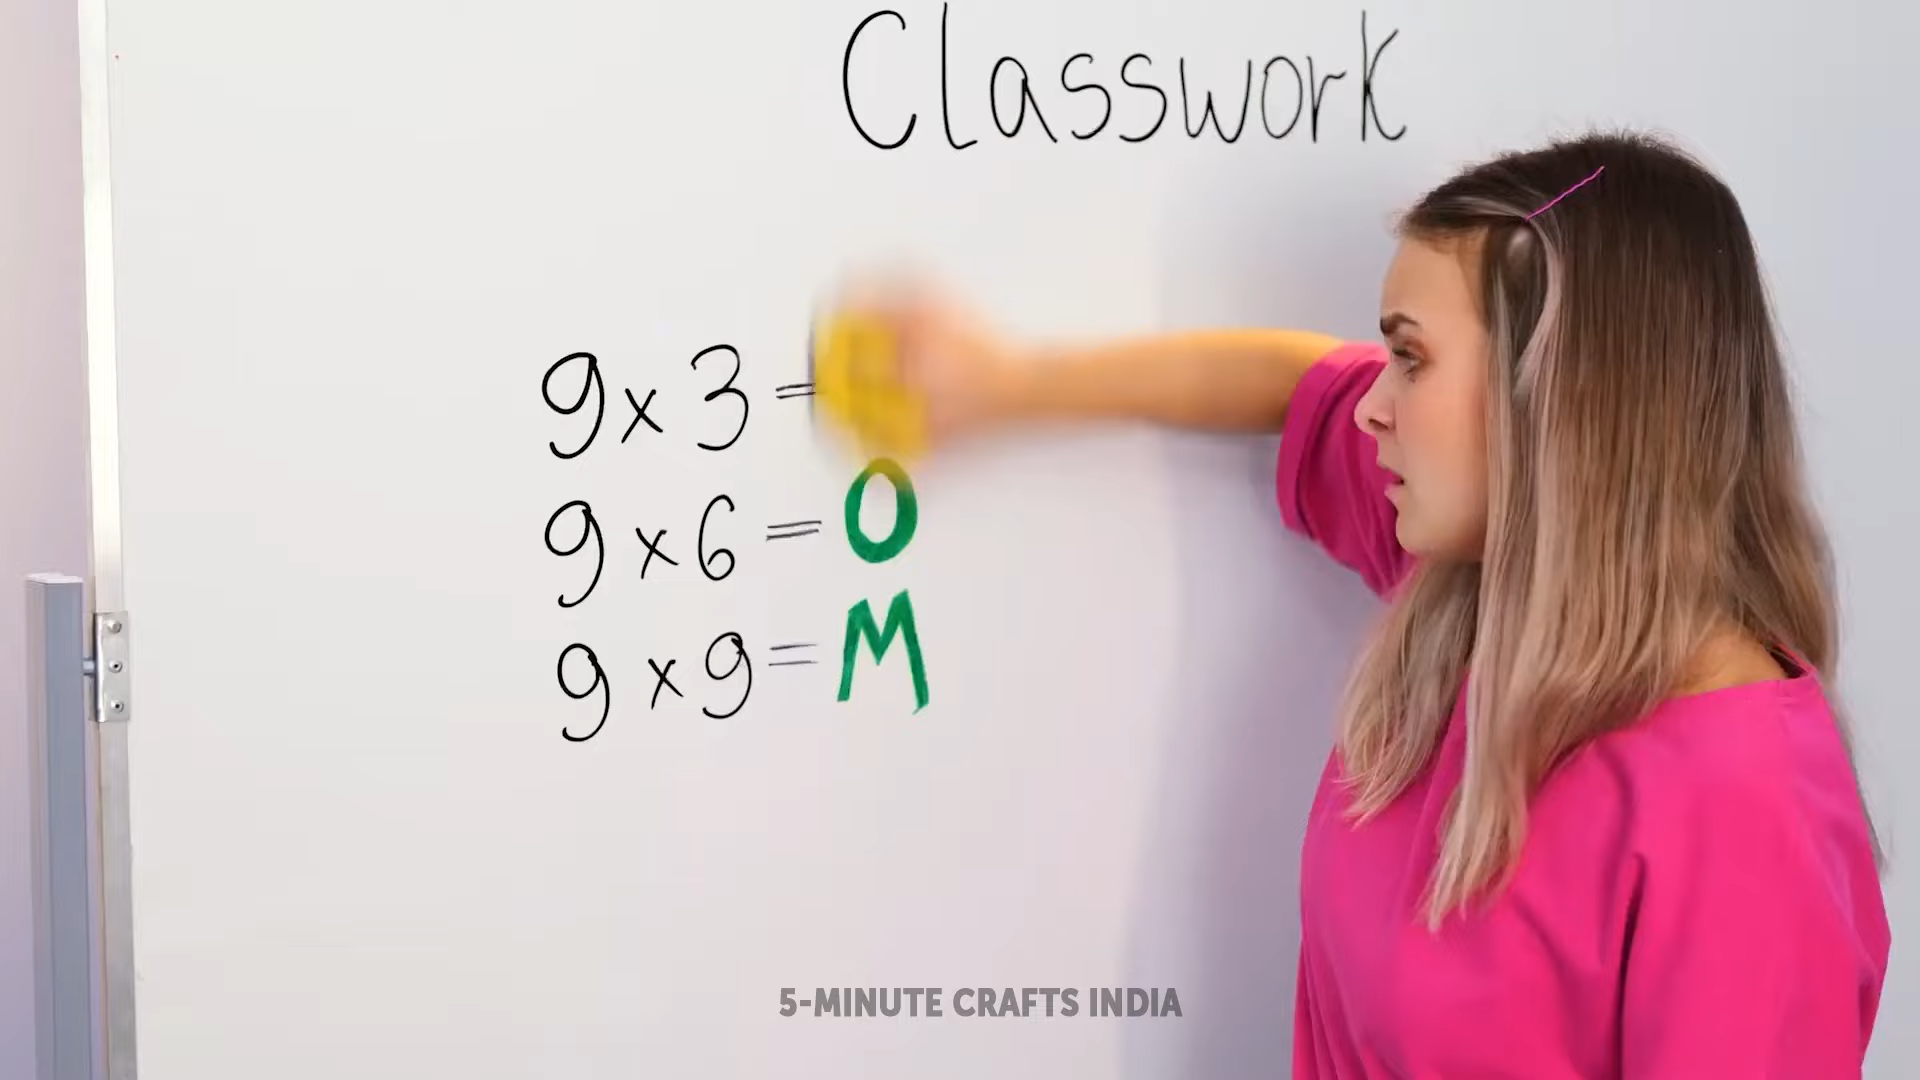 Classwork
9 x 3 =
9 x 6 = O
9 x 9 = M
5-MINUTE CRAFTS INDIA